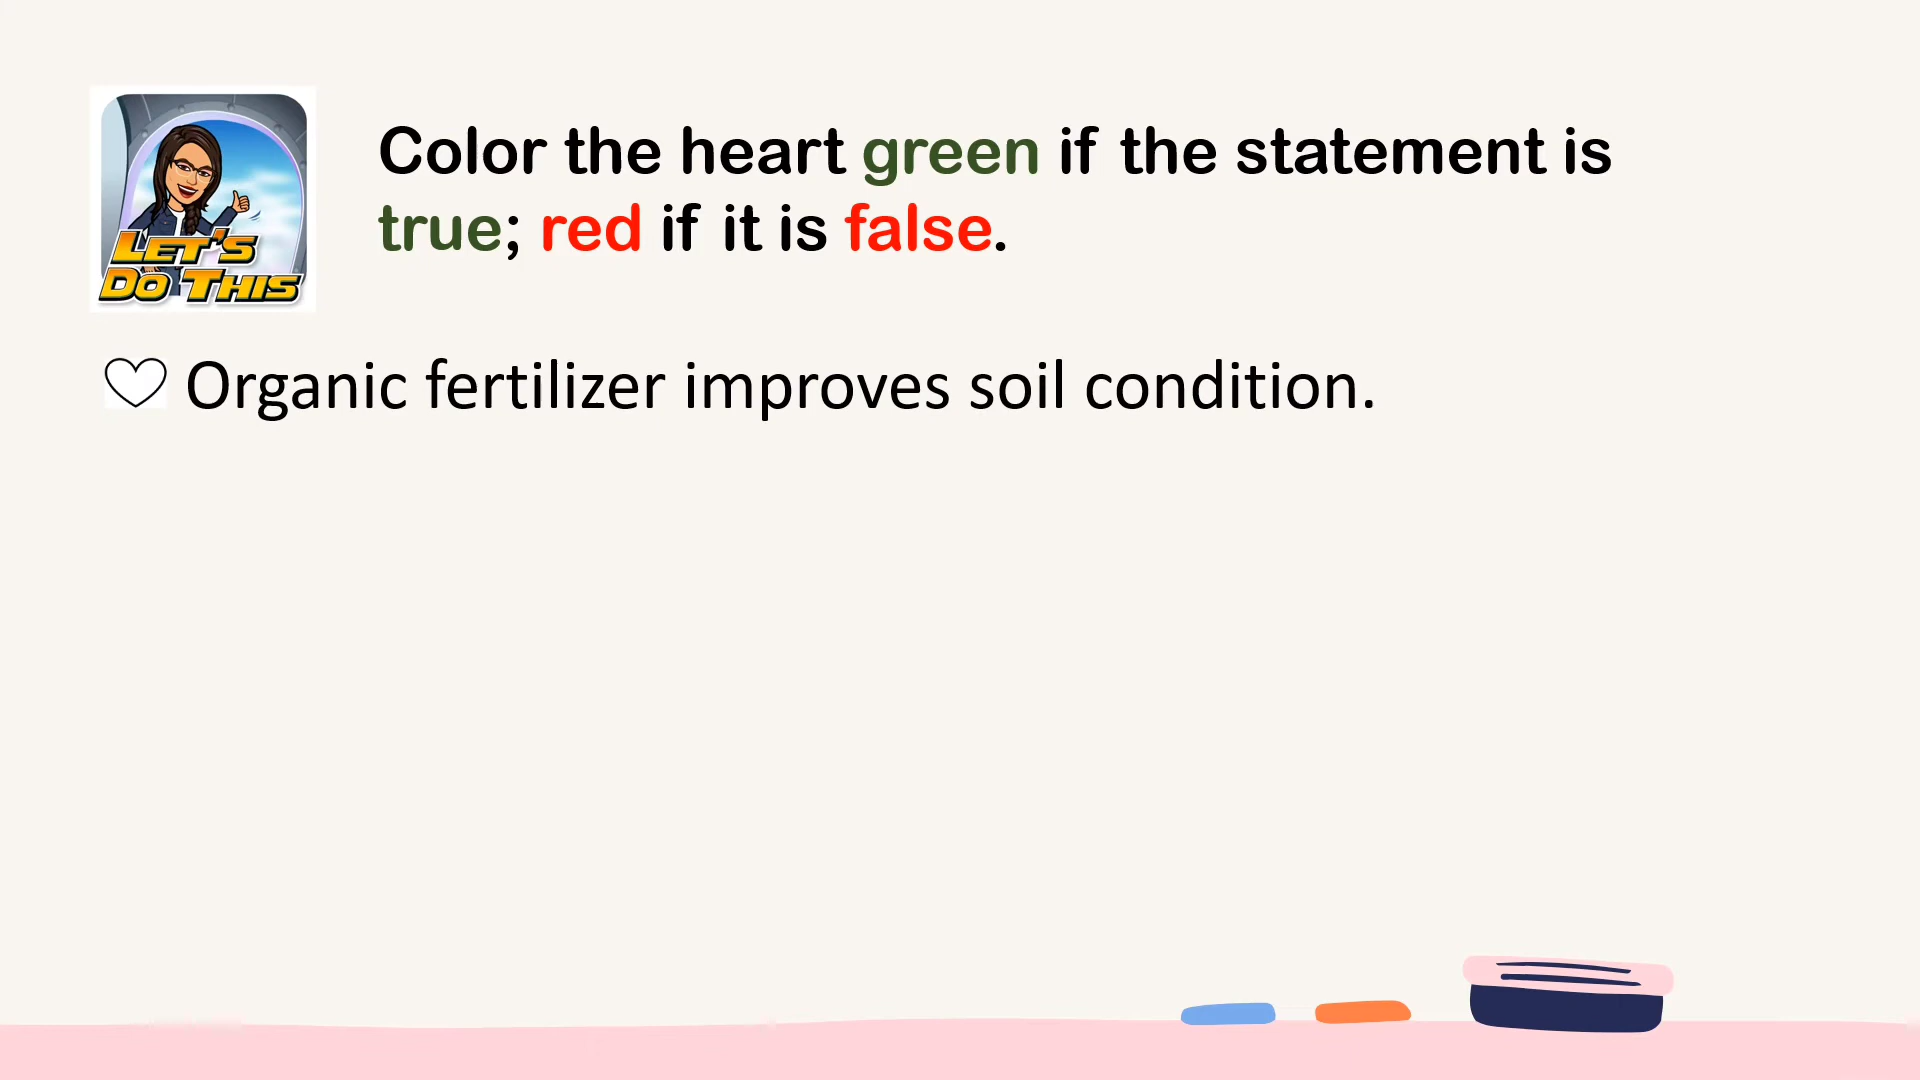 LET'S
DO THIS
Color the heart green if the statement is
true; red if it is false.
Organic fertilizer improves soil condition.